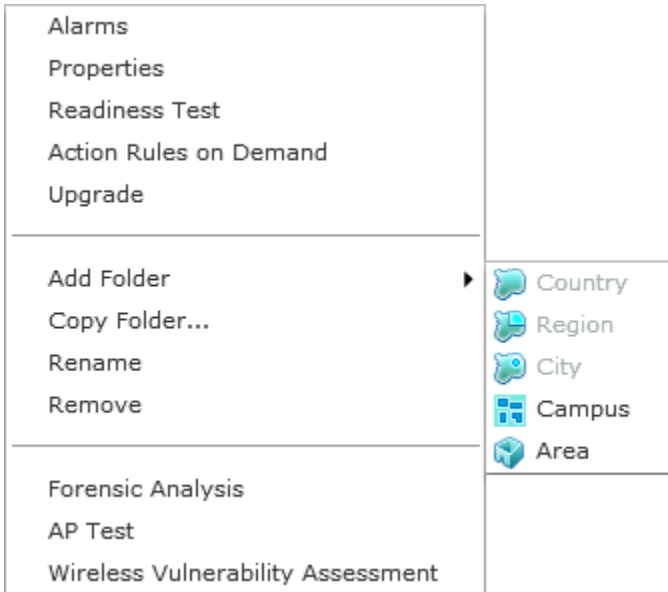 Alarms
Properties
Readiness Test
Action Rules on Demand
Upgrade
Add Folder
Country
Region
City
Campus
Area
Copy Folder...
Rename
Remove
Forensic Analysis
AP Test
Wireless Vulnerability Assessment